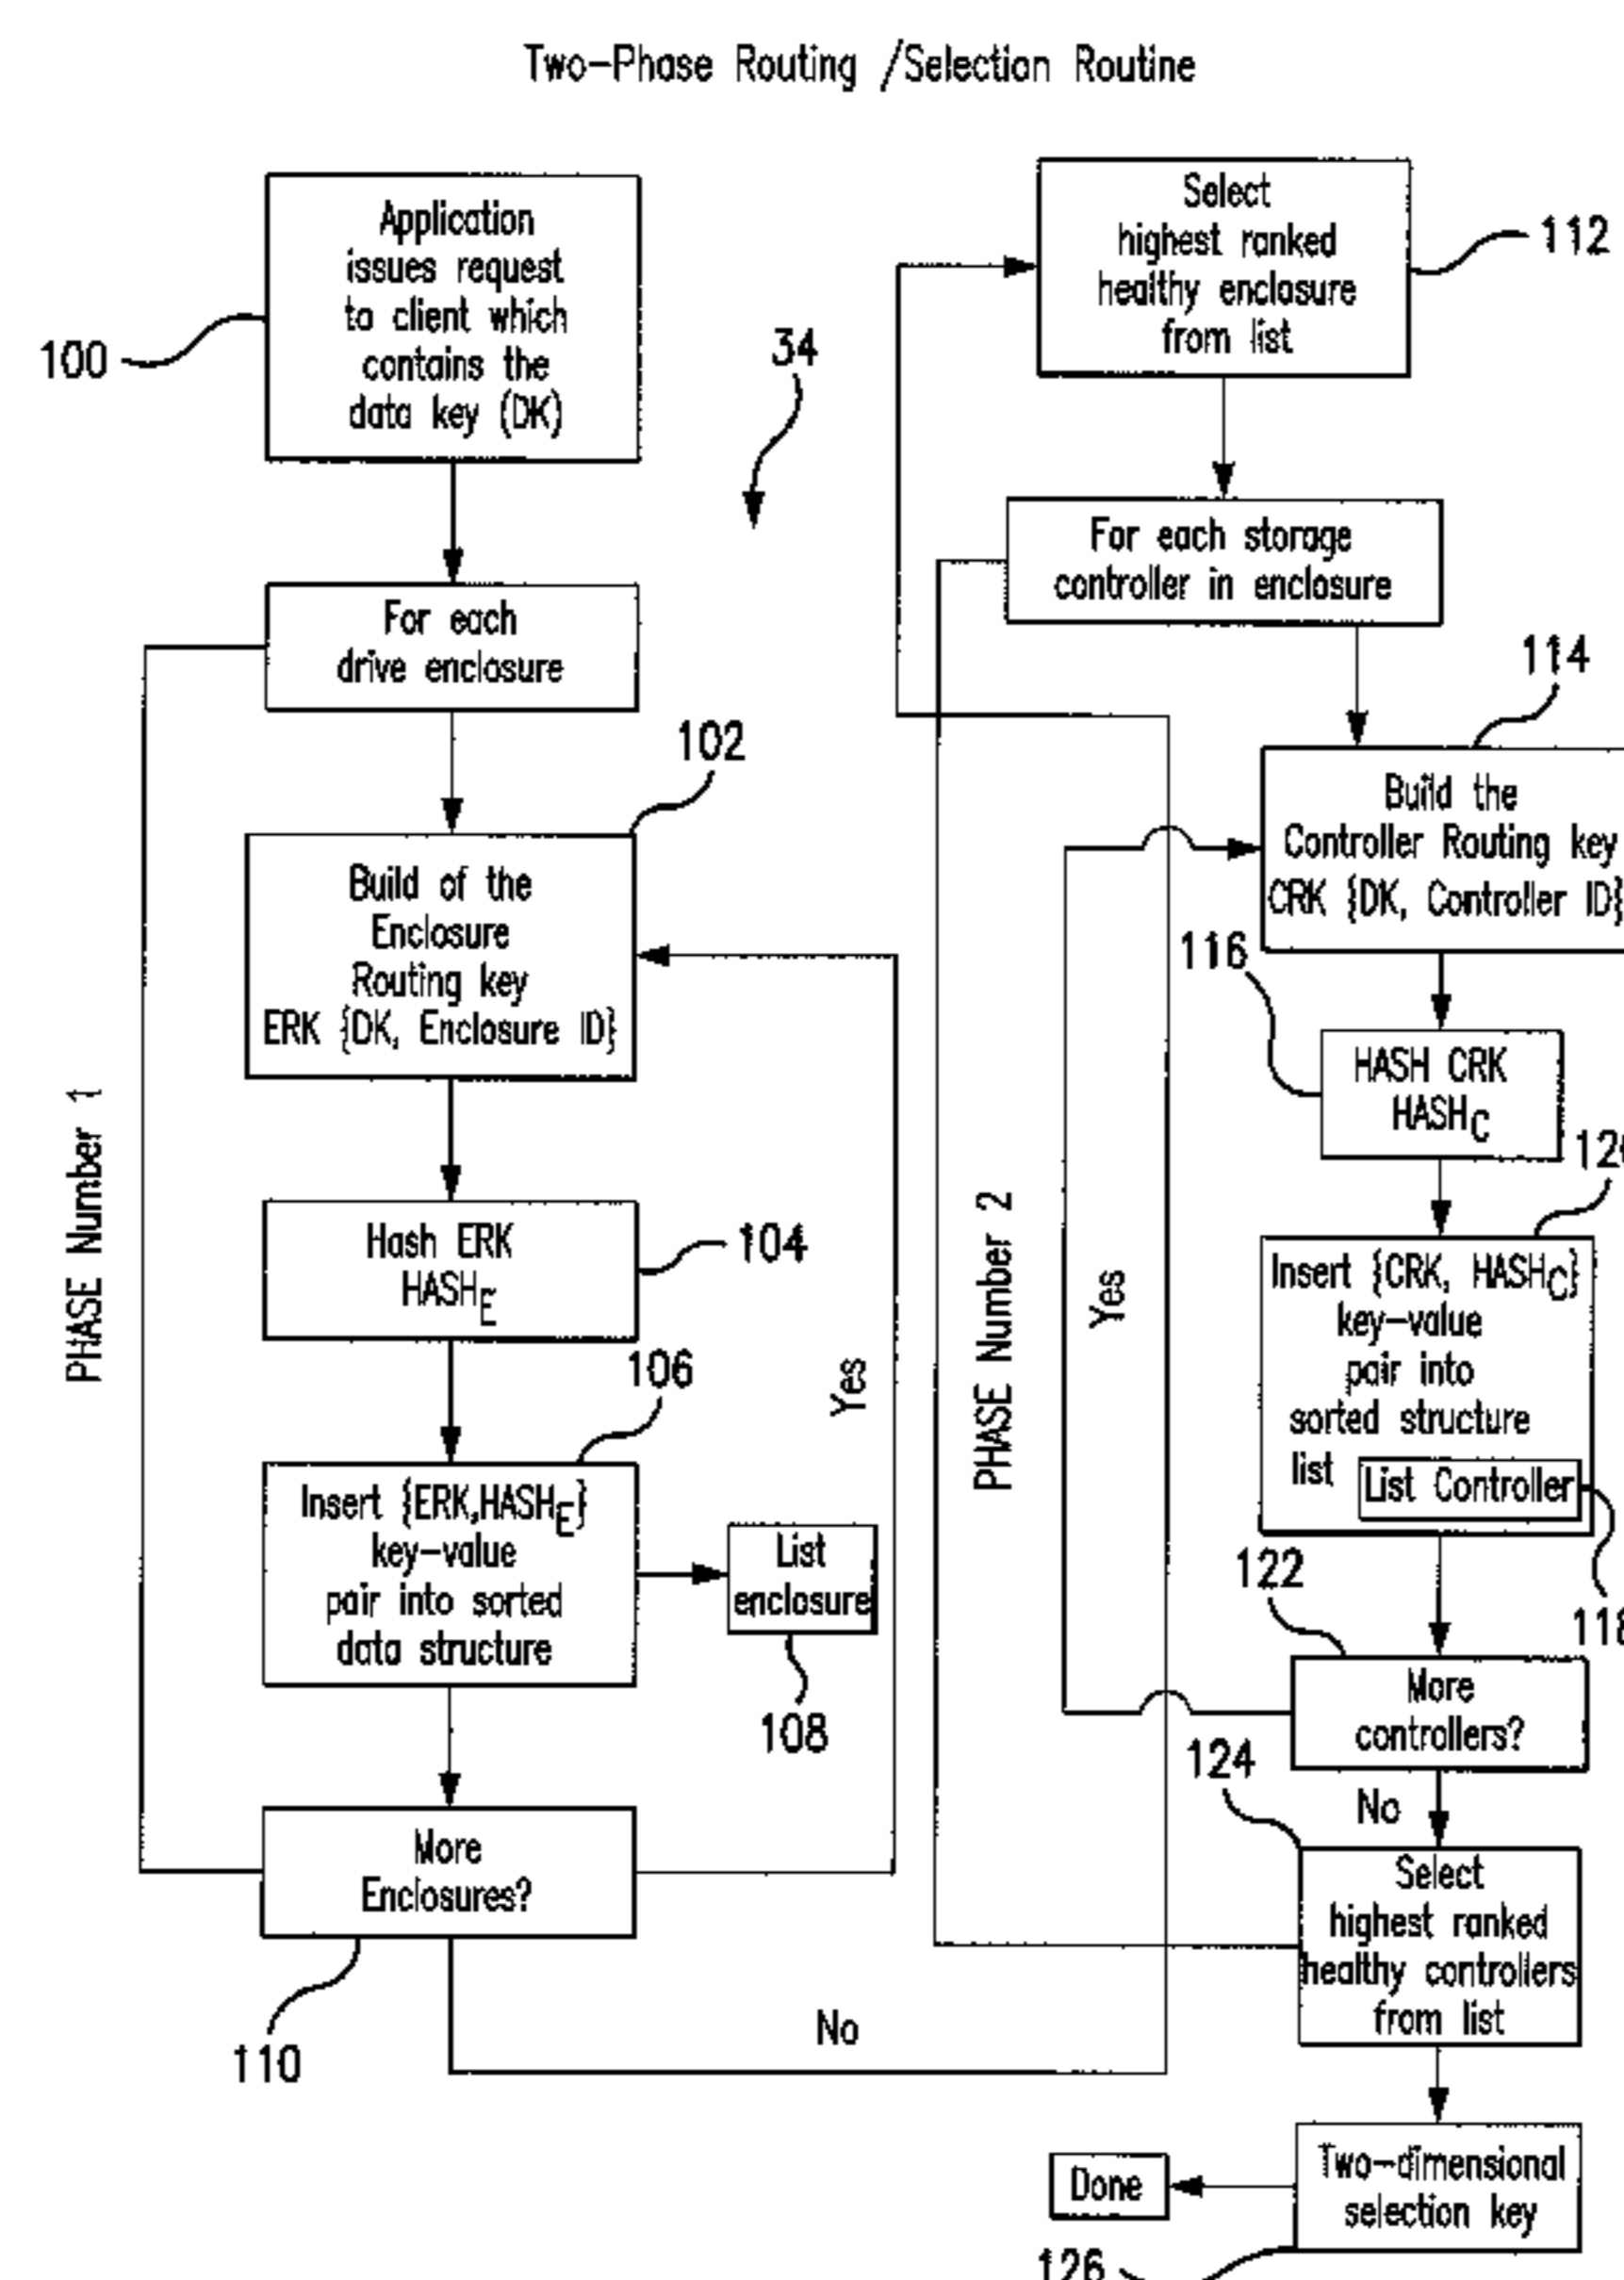 Two-Phase Routing /Selection Routine
Application
issues request
to client which
contains the
data key (DK)
100
34
For each
drive enclosure
102
Build of the
Enclosure
Routing key
ERK {DK, Enclosure ID}
PHASE Number 1
Hash ERK
HASHE
104
106
Insert {ERK,HASHE}
key-value
pair into sorted
data structure
List
enclosure
108
Yes
More
Enclosures?
110
No
Select
highest ranked
healthy enclosure
from list
112
For each storage
controller in enclosure
114
Build the
Controller Routing key
CRK {DK, Controller ID}
116
HASH CRK
HASHC
PHASE Number 2
Yes
Insert {CRK, HASHC}
key-value
pair into
sorted structure
list
List Controller
118
122
More
controllers?
124
No
Select
highest ranked
healthy controllers
from list
Two-dimensional
selection key
Done
126